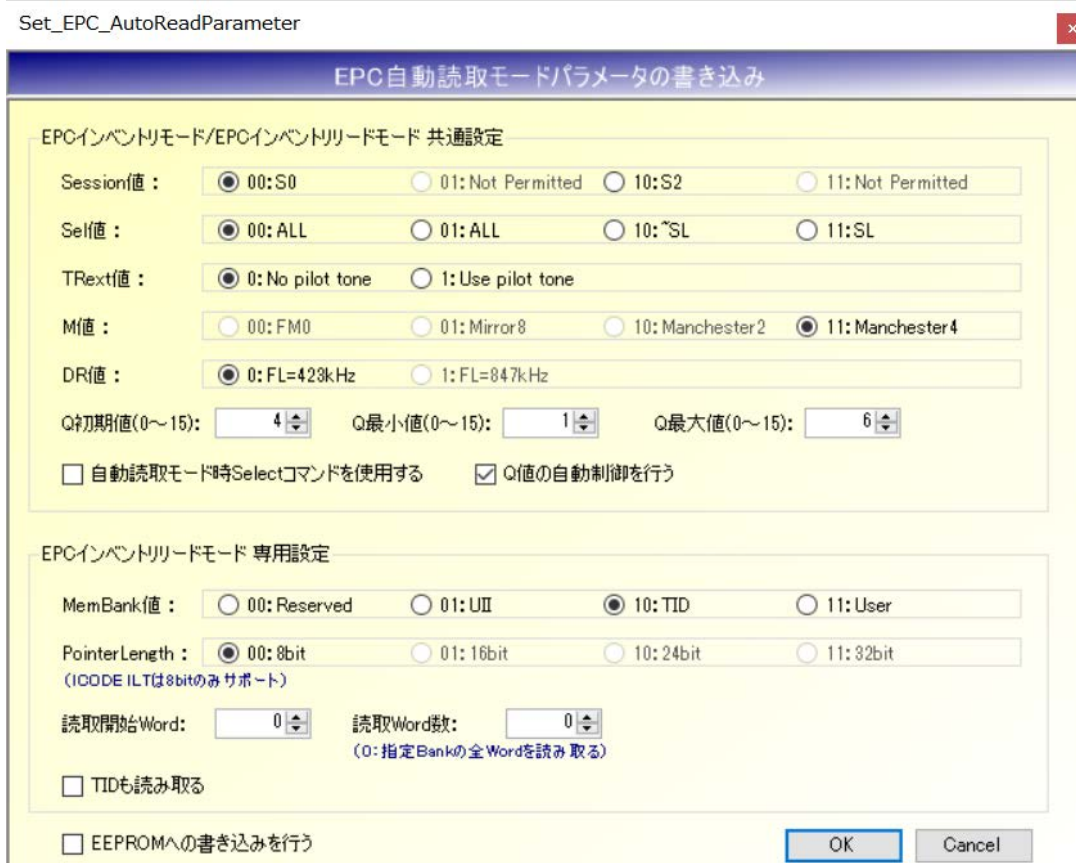 Set_EPC_AutoReadParameter
EPC自動読取モードパラメータの書き込み
EPCインベントリモード/EPCインベントリリードモード 共通設定
Session値： 00:S0 01:Not Permitted 10:S2 11:Not Permitted
Sel値： 00:ALL 01:ALL 10:~SL 11:SL
TRext値： 0:No pilot tone 1:Use pilot tone
M値： 00:FM0 01:Mirror8 10:Manchester2 11:Manchester4
DR値： 0:FL=423kHz 1:FL=847kHz
Q初期値(0～15): 4 Q最小値(0～15): 1 Q最大値(0～15): 6
自動読取モード時Selectコマンドを使用する Q値の自動制御を行う
EPCインベントリリードモード 専用設定
MemBank値： 00:Reserved 01:UII 10:TID 11:User
PointerLength： 00:8bit 01:16bit 10:24bit 11:32bit
(ICODE ILTは8bitのみサポート)
読取開始Word: 0 読取Word数: 0
(0:指定Bankの全Wordを読み取る)
TIDも読み取る
EEPROMへの書き込みを行う OK Cancel